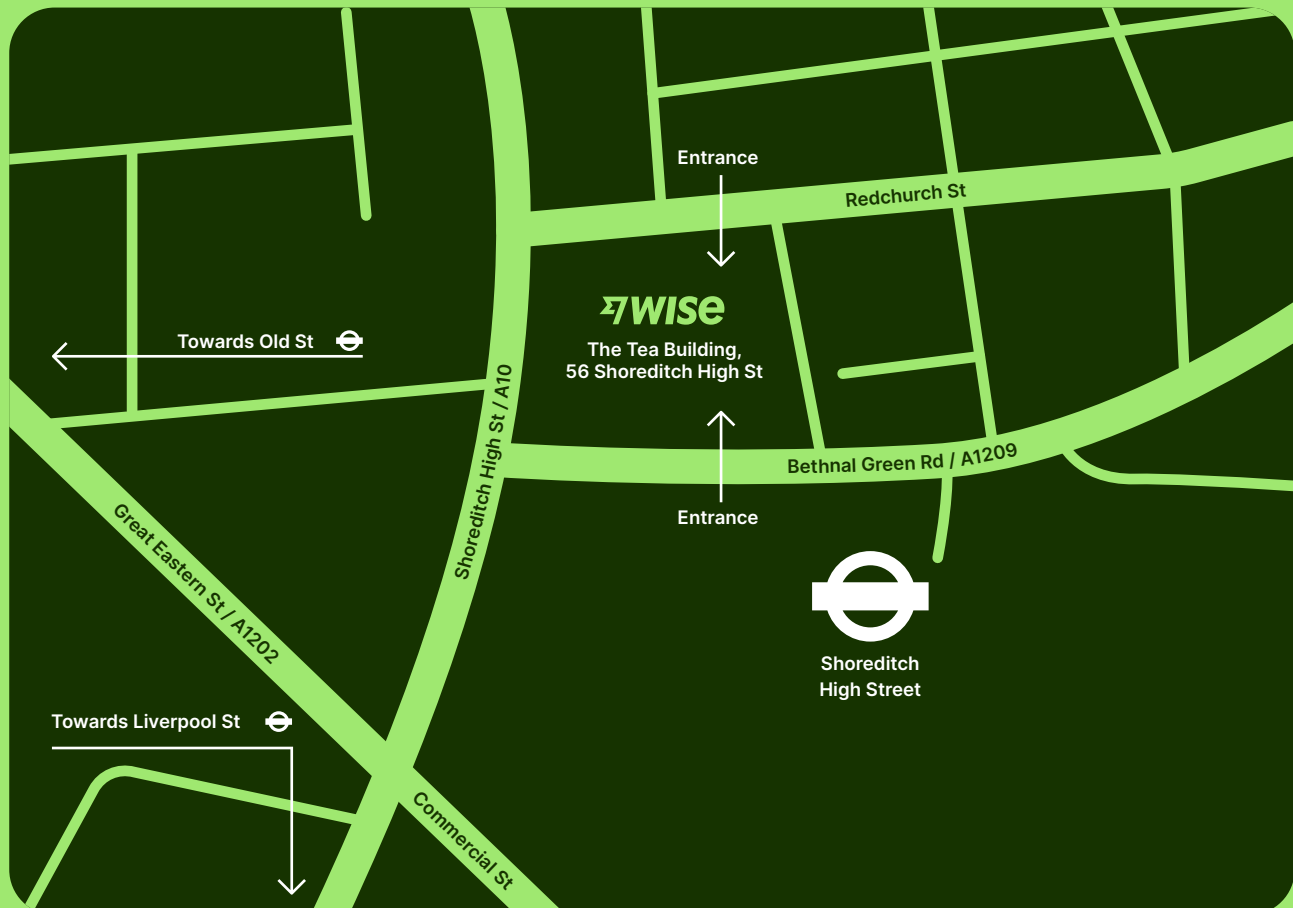 Entrance
Redchurch St
wise
The Tea Building,
56 Shoreditch High St
Towards Old St
Shoreditch High St / A10
Bethnal Green Rd / A1209
Entrance
Great Eastern St / A1202
Shoreditch
High Street
Towards Liverpool St
Commercial St